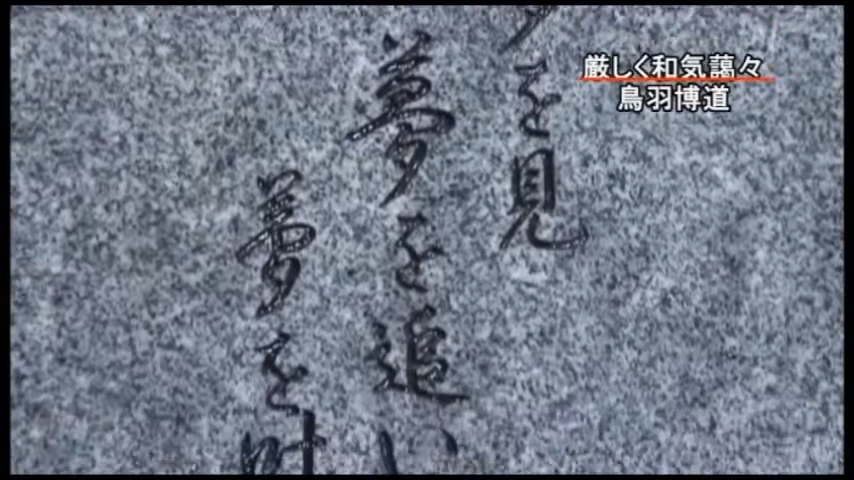 厳しく和気藹々
鳥羽博道
を見
夢を追い
夢を